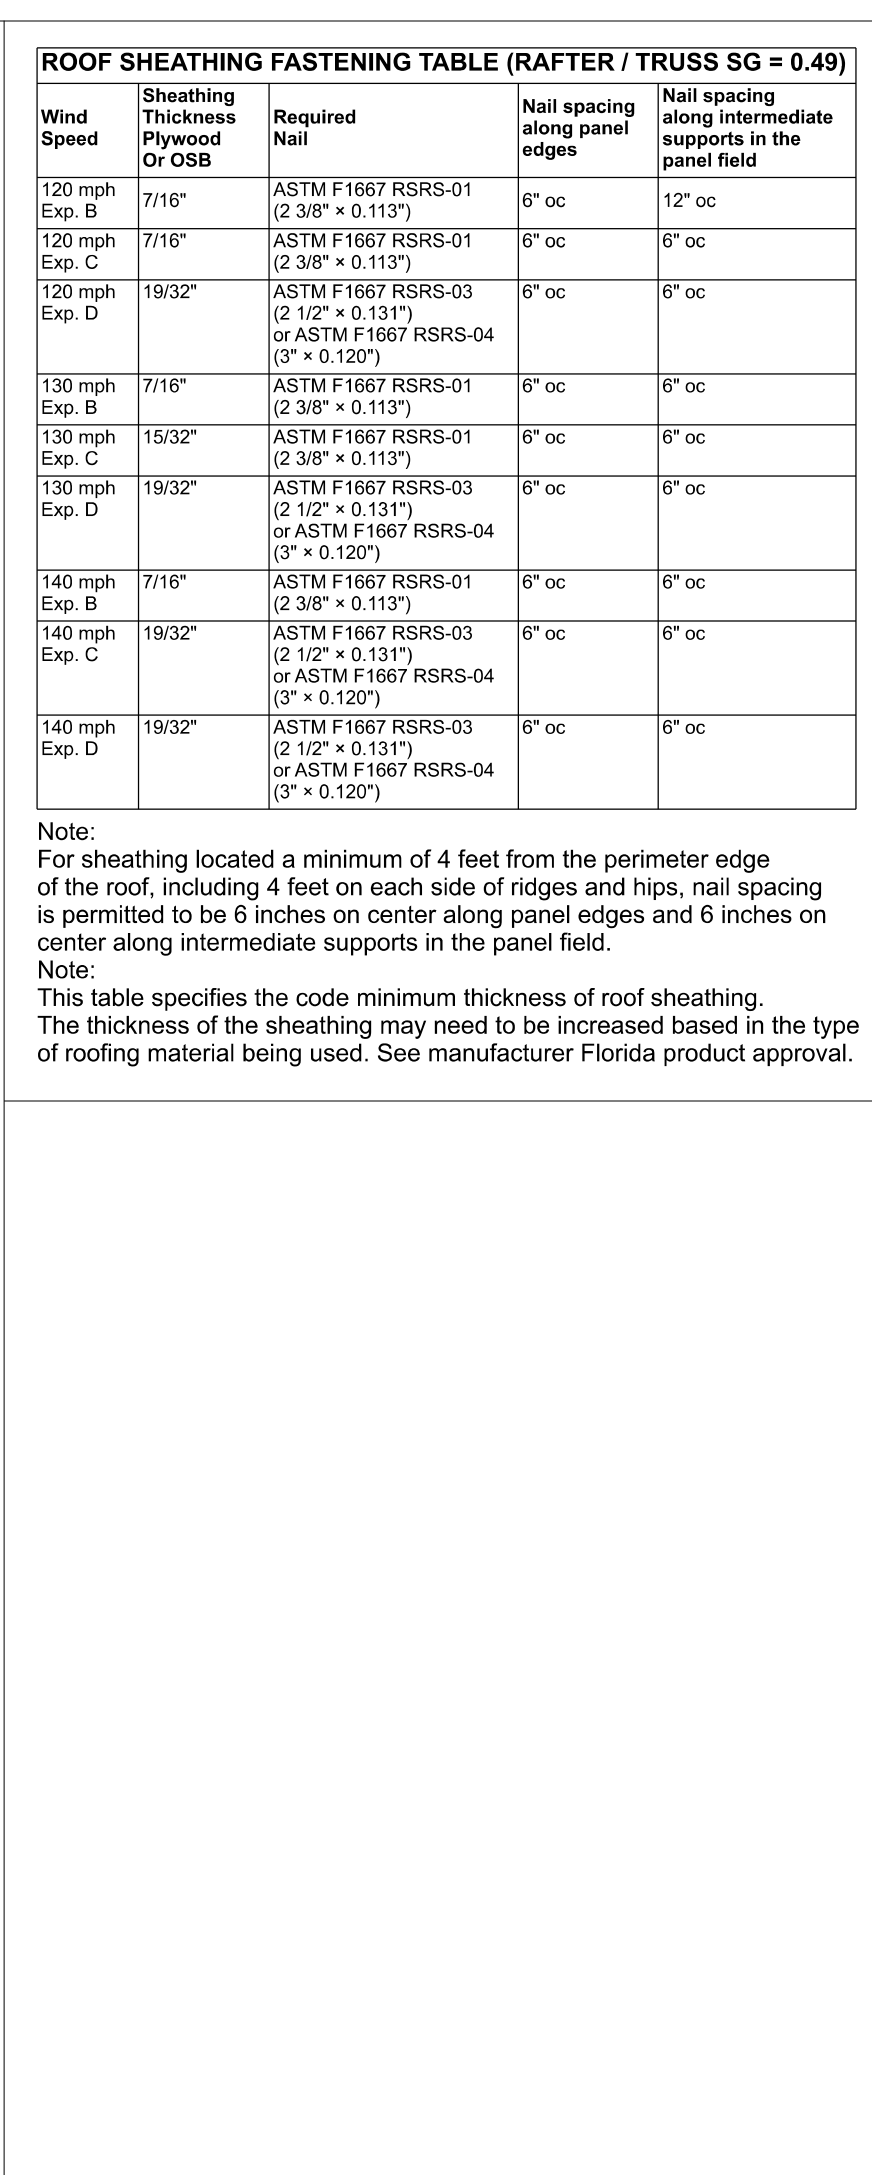 ROOF SHEATHING FASTENING TABLE (RAFTER / TRUSS SG = 0.49)
Wind
Speed
Sheathing
Thickness
Plywood
Or OSB
Required
Nail
Nail spacing
along panel
edges
Nail spacing
along intermediate
supports in the
panel field
120 mph
Exp. B
7/16"
ASTM F1667 RSRS-01
(2 3/8" × 0.113")
6" oc
12" oc
120 mph
Exp. C
7/16"
ASTM F1667 RSRS-01
(2 3/8" × 0.113")
6" oc
6" oc
120 mph
Exp. D
19/32"
ASTM F1667 RSRS-03
(2 1/2" × 0.131")
or ASTM F1667 RSRS-04
(3" × 0.120")
6" oc
6" oc
130 mph
Exp. B
7/16"
ASTM F1667 RSRS-01
(2 3/8" × 0.113")
6" oc
6" oc
130 mph
Exp. C
15/32"
ASTM F1667 RSRS-01
(2 3/8" × 0.113")
6" oc
6" oc
130 mph
Exp. D
19/32"
ASTM F1667 RSRS-03
(2 1/2" × 0.131")
or ASTM F1667 RSRS-04
(3" × 0.120")
6" oc
6" oc
140 mph
Exp. B
7/16"
ASTM F1667 RSRS-01
(2 3/8" × 0.113")
6" oc
6" oc
140 mph
Exp. C
19/32"
ASTM F1667 RSRS-03
(2 1/2" × 0.131")
or ASTM F1667 RSRS-04
(3" × 0.120")
6" oc
6" oc
140 mph
Exp. D
19/32"
ASTM F1667 RSRS-03
(2 1/2" × 0.131")
or ASTM F1667 RSRS-04
(3" × 0.120")
6" oc
6" oc
Note:
For sheathing located a minimum of 4 feet from the perimeter edge
of the roof, including 4 feet on each side of ridges and hips, nail spacing
is permitted to be 6 inches on center along panel edges and 6 inches on
center along intermediate supports in the panel field.
Note:
This table specifies the code minimum thickness of roof sheathing.
The thickness of the sheathing may need to be increased based in the type
of roofing material being used. See manufacturer Florida product approval.